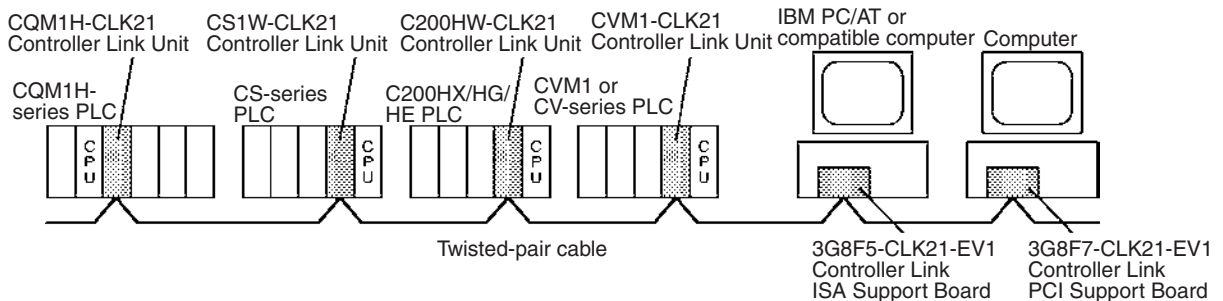 CQM1H-CLK21
Controller Link Unit
CS1W-CLK21
Controller Link Unit
C200HW-CLK21
Controller Link Unit
CVM1-CLK21
Controller Link Unit
IBM PC/AT or
compatible computer
Computer
CQM1H-
series PLC
CS-series
PLC
C200HX/HG/
HE PLC
CVM1 or
CV-series PLC
CPU
CPU
CPU
CPU
Twisted-pair cable
3G8F5-CLK21-EV1
Controller Link
ISA Support Board
3G8F7-CLK21-EV1
Controller Link
PCI Support Board